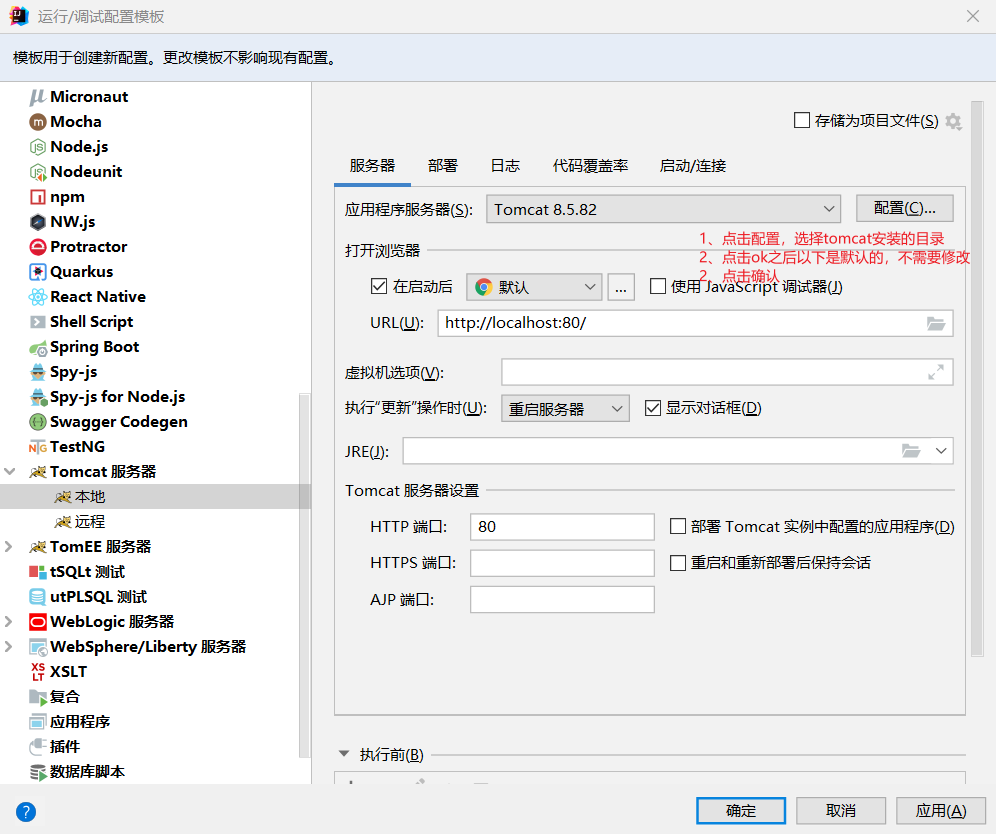 运行/调试配置模板
模板用于创建新配置。更改模板不影响现有配置。
Micronaut
Mocha
Node.js
Nodeunit
npm
NW.js
Protractor
Quarkus
React Native
Shell Script
Spring Boot
Spy-js
Spy-js for Node.js
Swagger Codegen
TestNG
Tomcat 服务器
本地
远程
TomEE 服务器
tSQLt 测试
utPLSQL 测试
WebLogic 服务器
WebSphere/Liberty 服务器
XSLT
复合
应用程序
插件
数据库脚本
存储为项目文件(S)
服务器 部署 日志 代码覆盖率 启动/连接
应用程序服务器(S): Tomcat 8.5.82 配置(C)...
1、点击配置，选择tomcat安装的目录
打开浏览器
2、点击ok之后以下是默认的，不需要修改
2、点击确认
在启动后 默认 ... 使用 JavaScript 调试器(J)
URL(U): http://localhost:80/
虚拟机选项(V):
执行“更新”操作时(U): 重启服务器 显示对话框(D)
JRE(J):
Tomcat 服务器设置
HTTP 端口: 80 部署 Tomcat 实例中配置的应用程序(D)
HTTPS 端口: 重启和重新部署后保持会话
AJP 端口:
执行前(B)
? 确定 取消 应用(A)